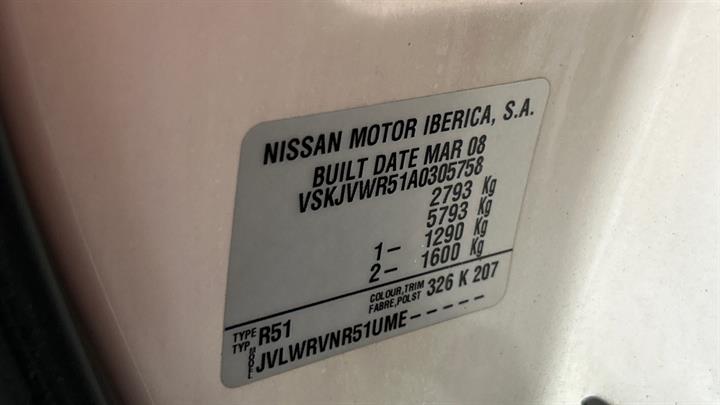 NISSAN MOTOR IBERICA, S.A.
BUILT DATE MAR 08
VSKJVWR51A0305758
2793 Kg
5793 Kg
1- 1290 Kg
2- 1600 Kg
COLOUR,TRIM
FABRE,POLST 326 K 207
TYPE
TYP R51
MODEL JVLWRVNR51UME-----